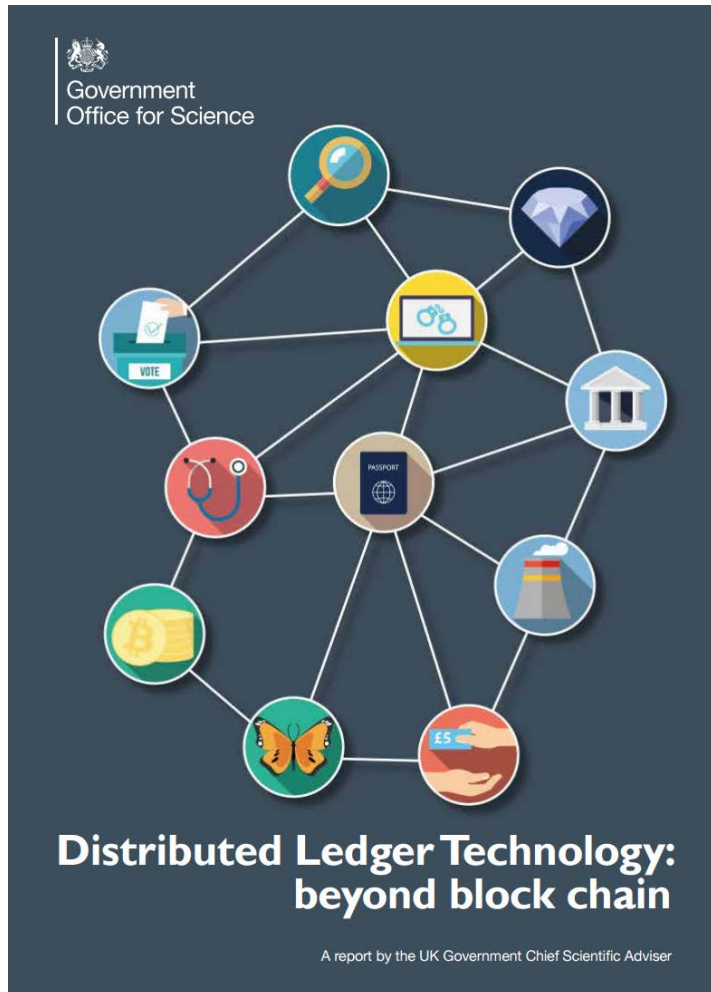 Government
Office for Science
VOTE
PASSPORT
£5
Distributed Ledger Technology:
beyond block chain
A report by the UK Government Chief Scientific Adviser